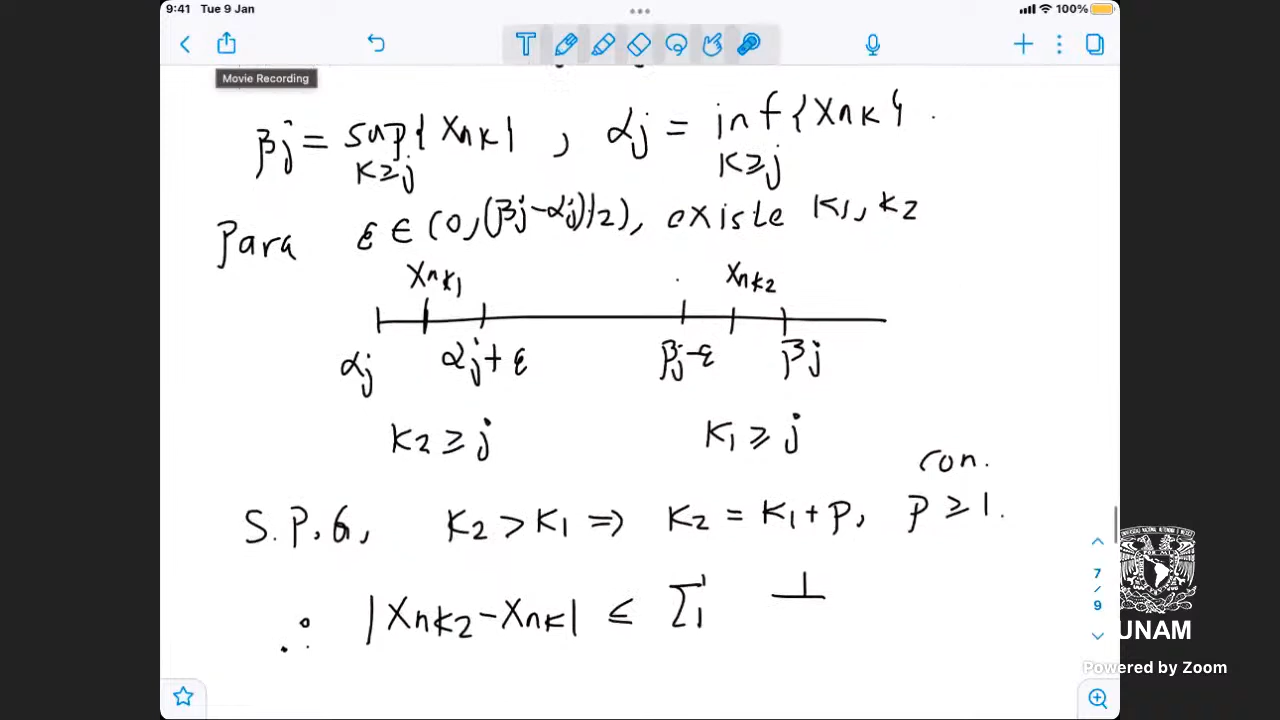 9:41 Tue 9 Jan
100%
Movie Recording
βj = sup{Xnk} , αj = inf{Xnk} .
k≥j k≥j
Para ε ∈ (0,(βj-αj)/2), existe k1, k2
Xnk1 Xnk2
αj αj+ε βj-ε βj
k2 ≥ j k1 ≥ j
con.
S.P.G, k2 > k1 ⇒ k2 = k1 + p, p ≥ 1.
∴ |Xnk2 - Xnk1 ≤ Σ 1
7
/
9
UNAM
Powered by Zoom